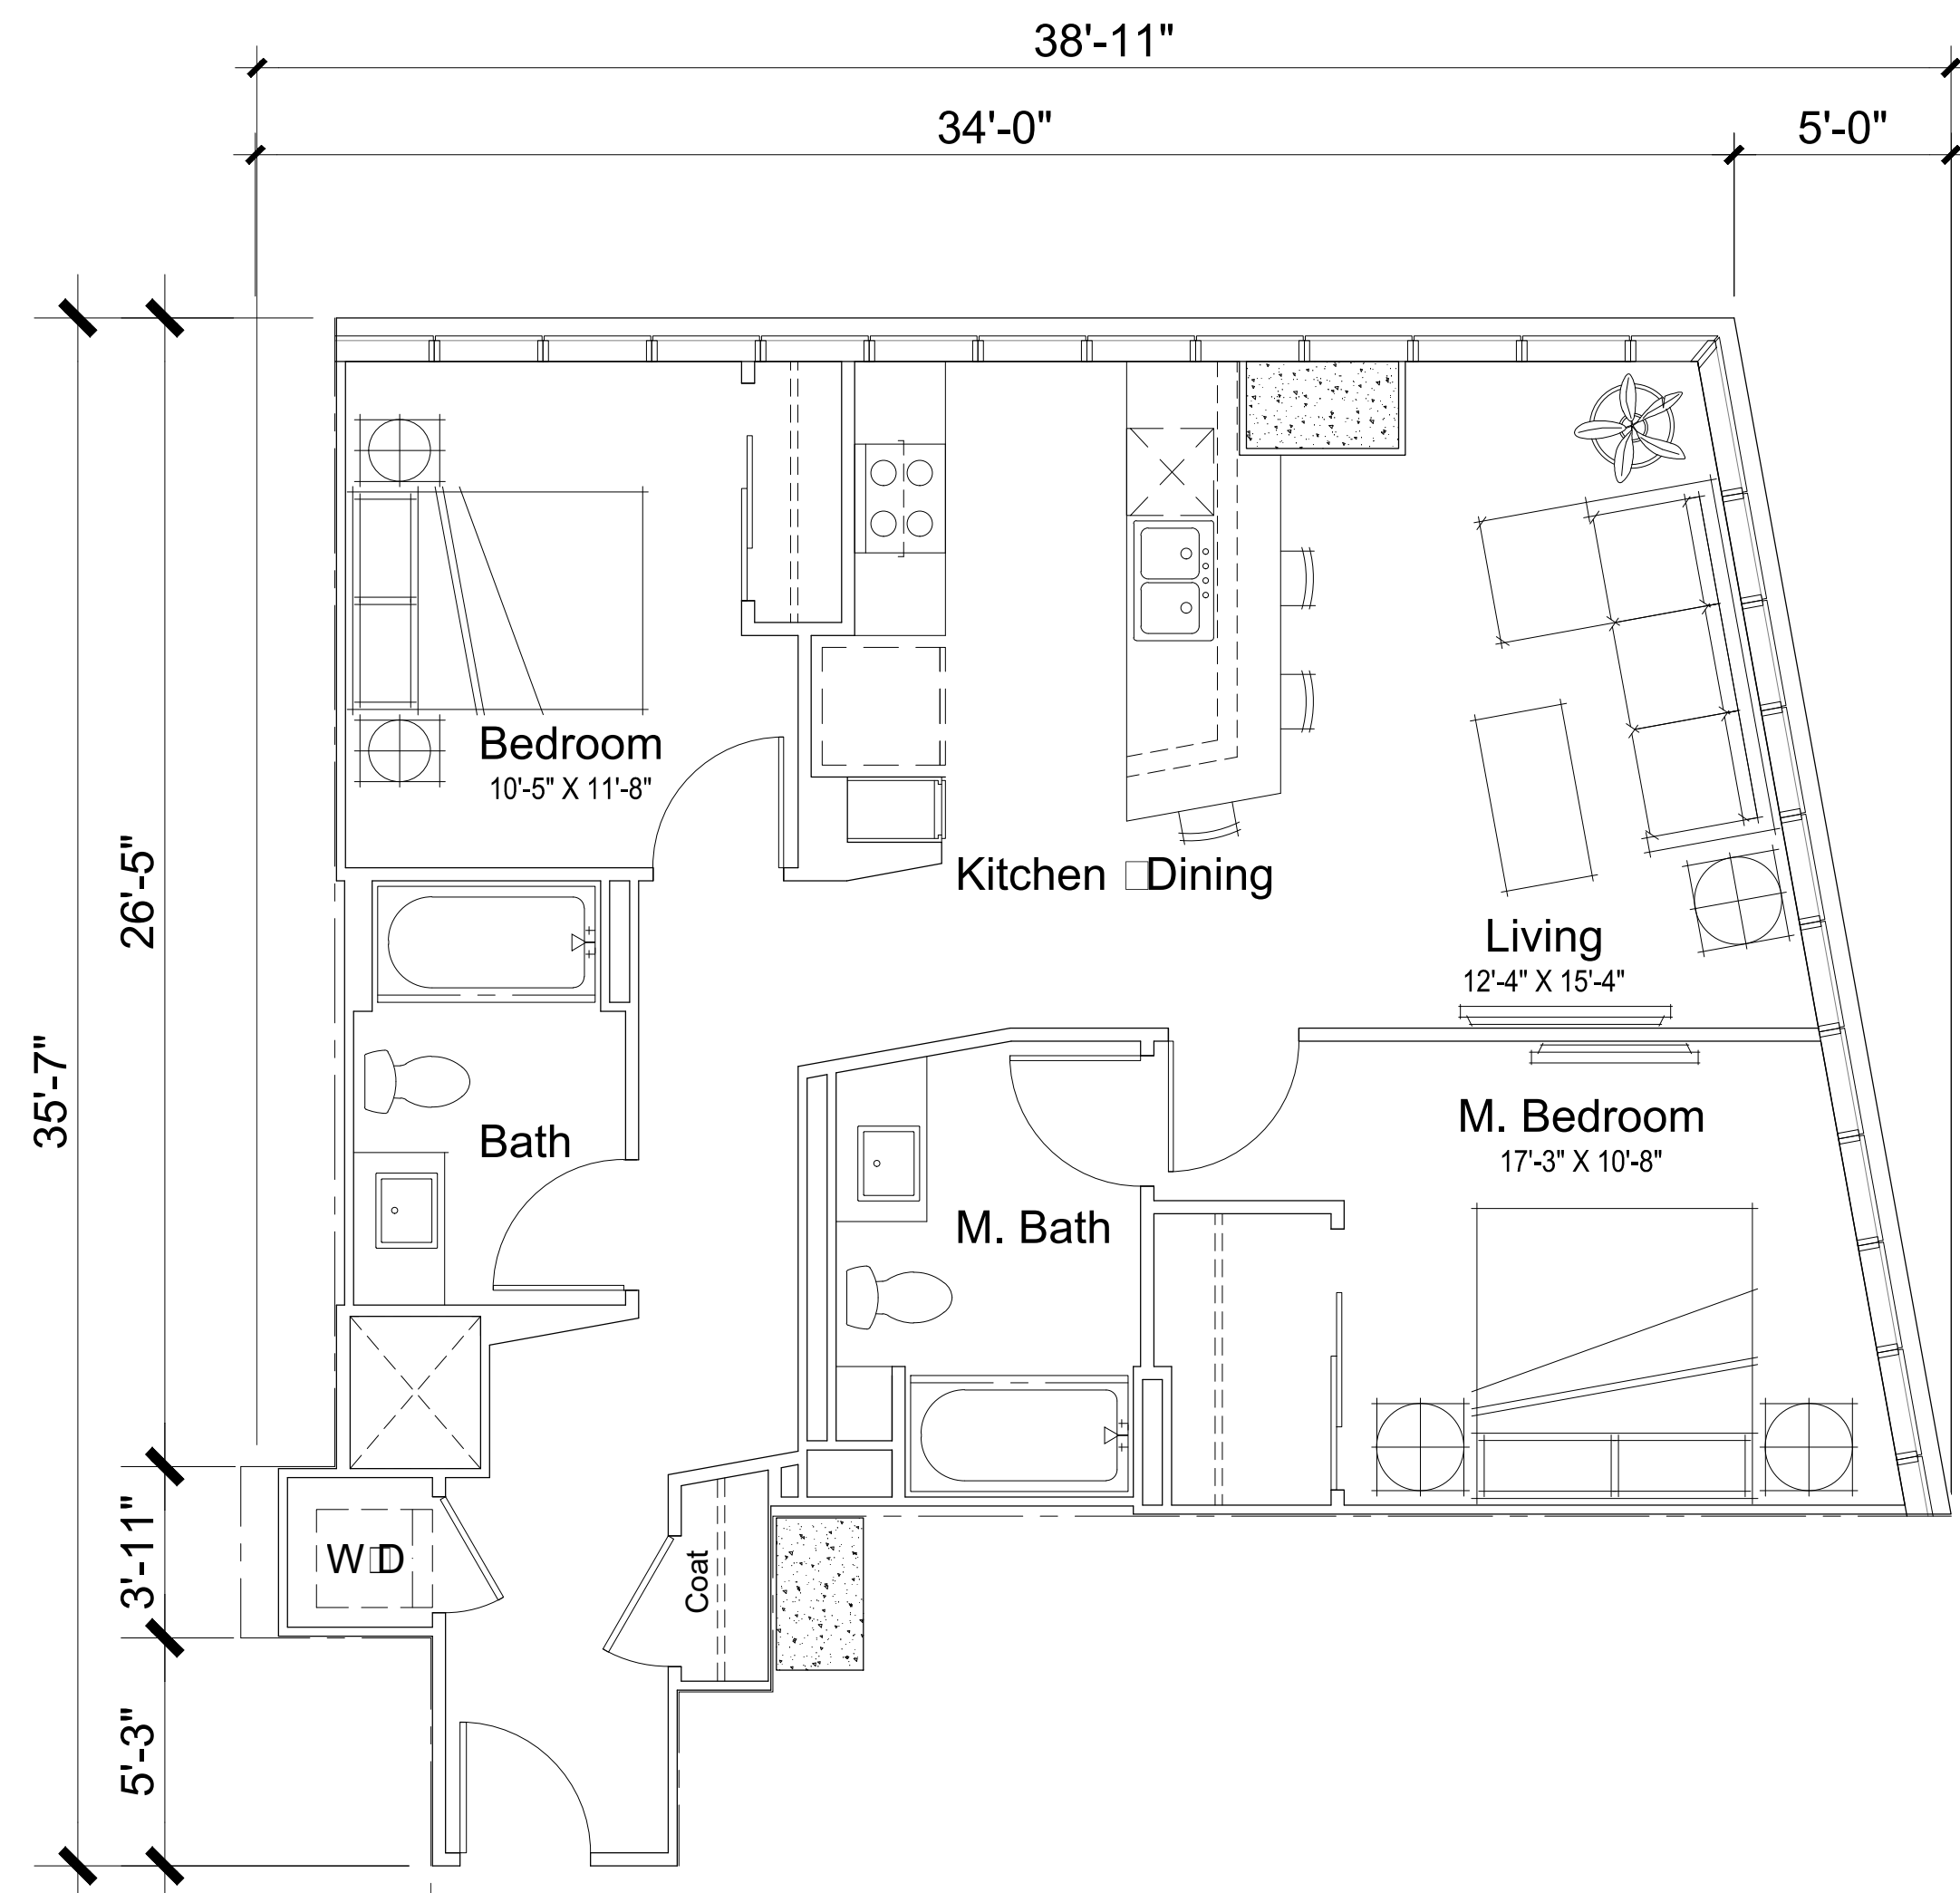 38'-11"
34'-0"
5'-0"
Bedroom
10'-5" X 11'-8"
26'-5"
35'-7"
Kitchen □Dining
Living
12'-4" X 15'-4"
M. Bedroom
17'-3" X 10'-8"
Bath
M. Bath
3'-11"
W□D
Coat
5'-3"